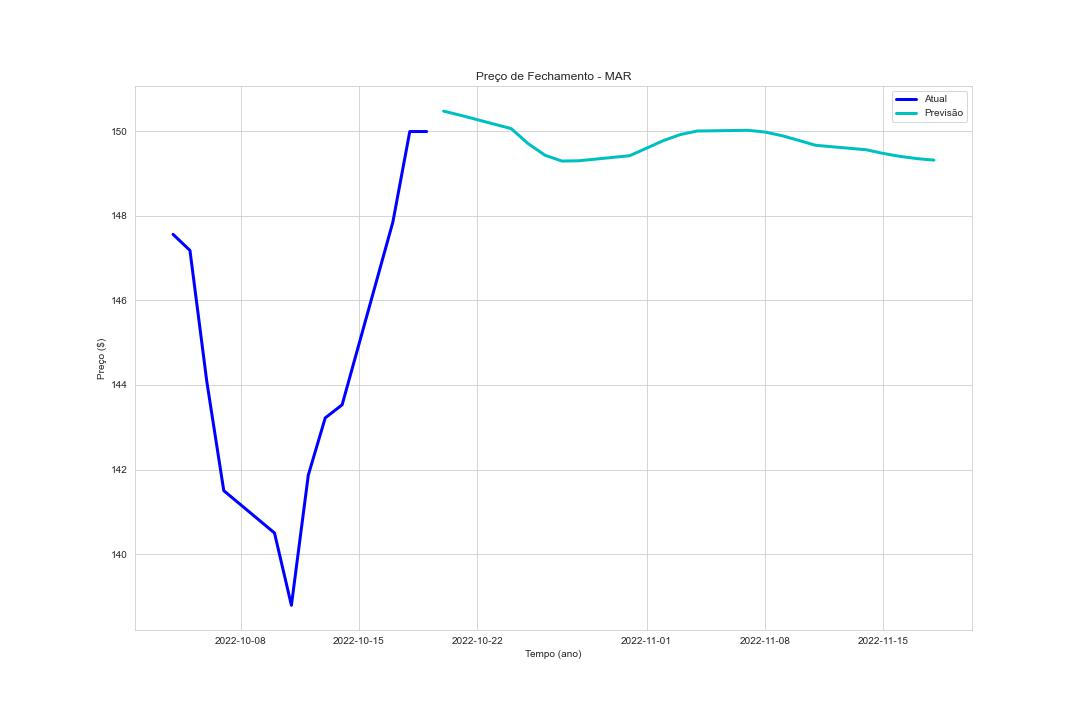 Preço de Fechamento - MAR
Atual
Previsão
150
148
146
144
142
140
Preço ($)
2022-10-08 2022-10-15 2022-10-22 2022-11-01 2022-11-08 2022-11-15
Tempo (ano)